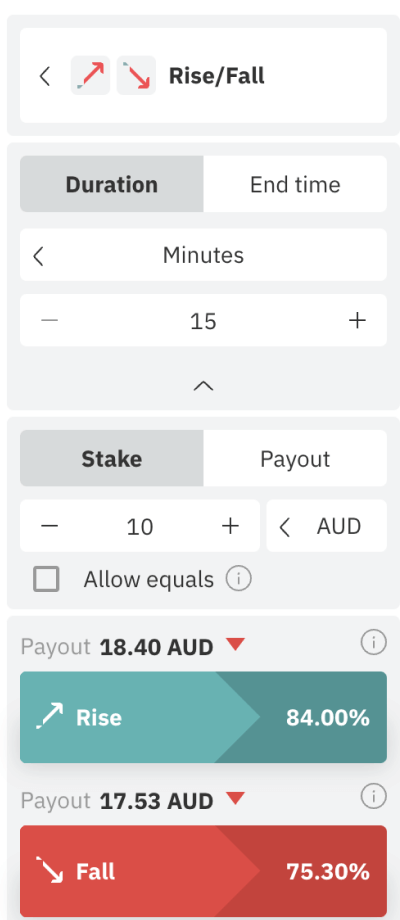 Rise/Fall
Duration End time
Minutes
15
Stake Payout
10 AUD
Allow equals
Payout 18.40 AUD
Rise 84.00%
Payout 17.53 AUD
Fall 75.30%